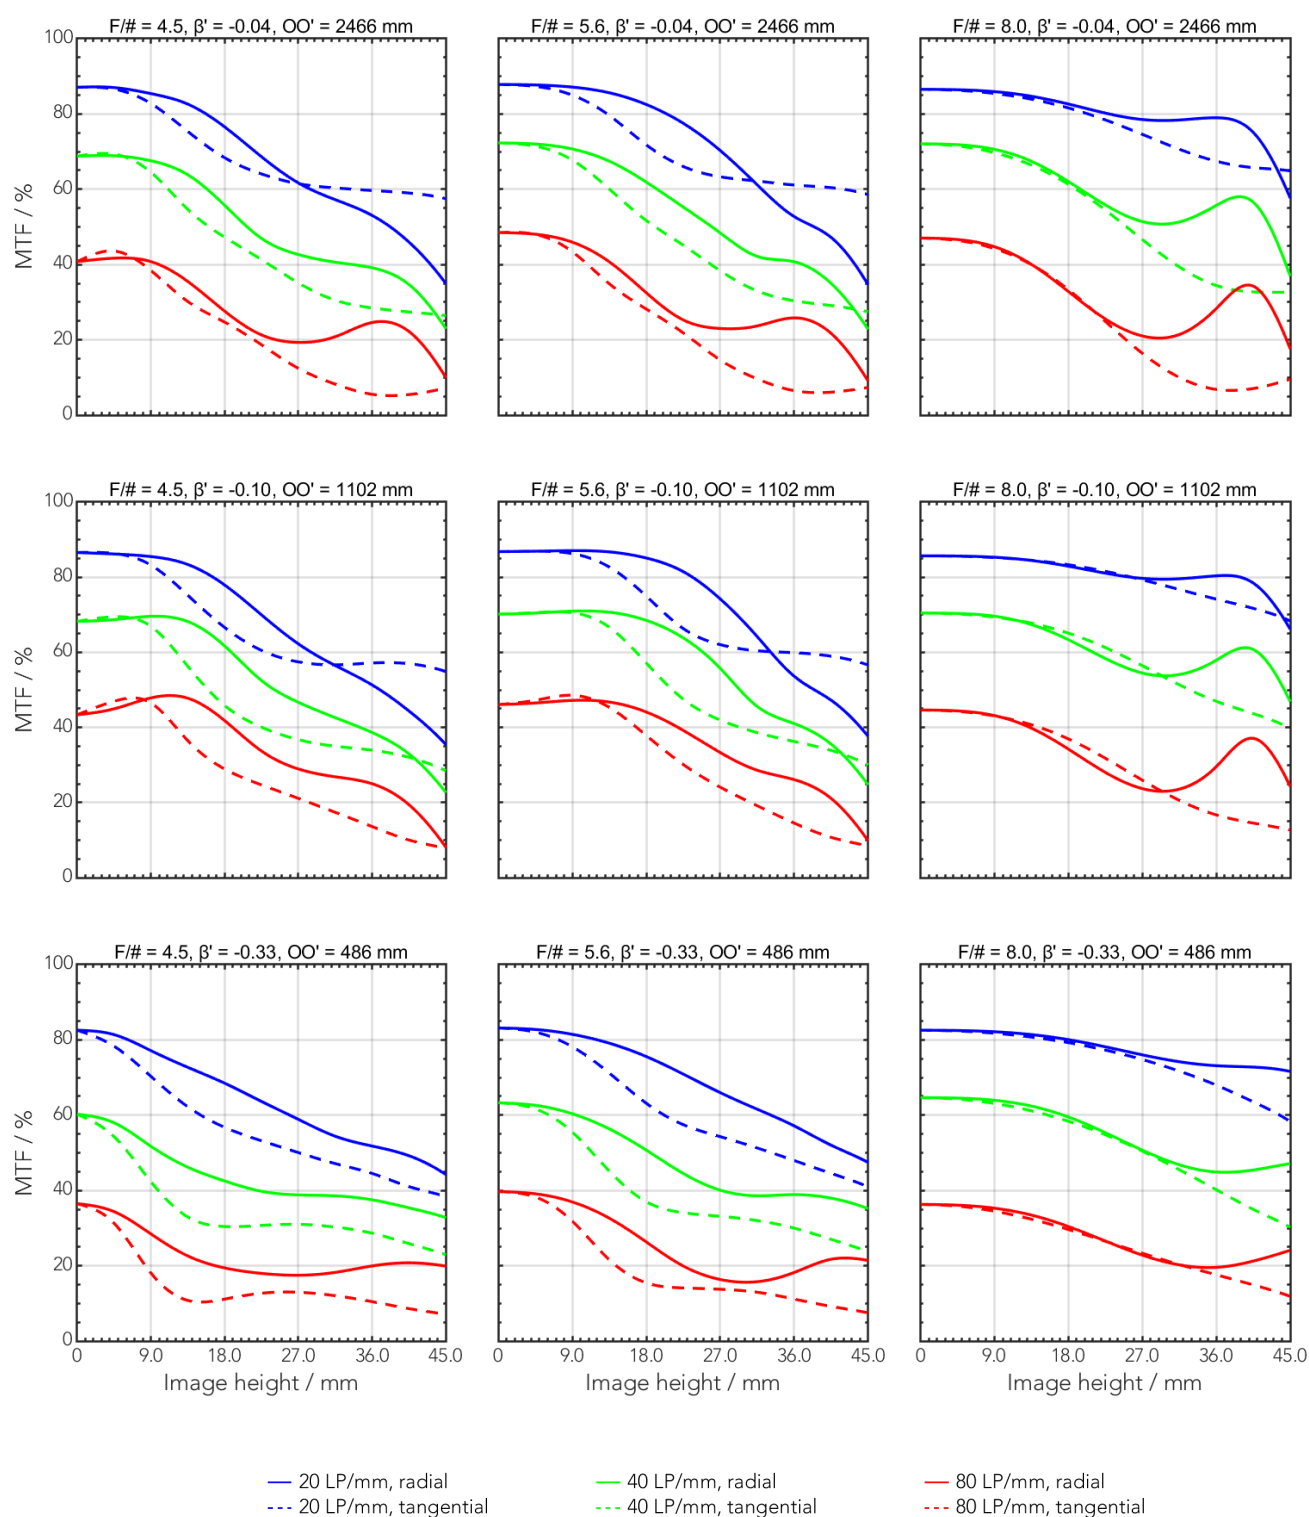 F/# = 4.5, β' = -0.04, OO' = 2466 mm
F/# = 5.6, β' = -0.04, OO' = 2466 mm
F/# = 8.0, β' = -0.04, OO' = 2466 mm
100
80
60
40
20
0
MTF / %
F/# = 4.5, β' = -0.10, OO' = 1102 mm
F/# = 5.6, β' = -0.10, OO' = 1102 mm
F/# = 8.0, β' = -0.10, OO' = 1102 mm
100
80
60
40
20
0
MTF / %
F/# = 4.5, β' = -0.33, OO' = 486 mm
F/# = 5.6, β' = -0.33, OO' = 486 mm
F/# = 8.0, β' = -0.33, OO' = 486 mm
100
80
60
40
20
0
MTF / %
0 9.0 18.0 27.0 36.0 45.0
0 9.0 18.0 27.0 36.0 45.0
0 9.0 18.0 27.0 36.0 45.0
Image height / mm
Image height / mm
Image height / mm
20 LP/mm, radial
20 LP/mm, tangential
40 LP/mm, radial
40 LP/mm, tangential
80 LP/mm, radial
80 LP/mm, tangential